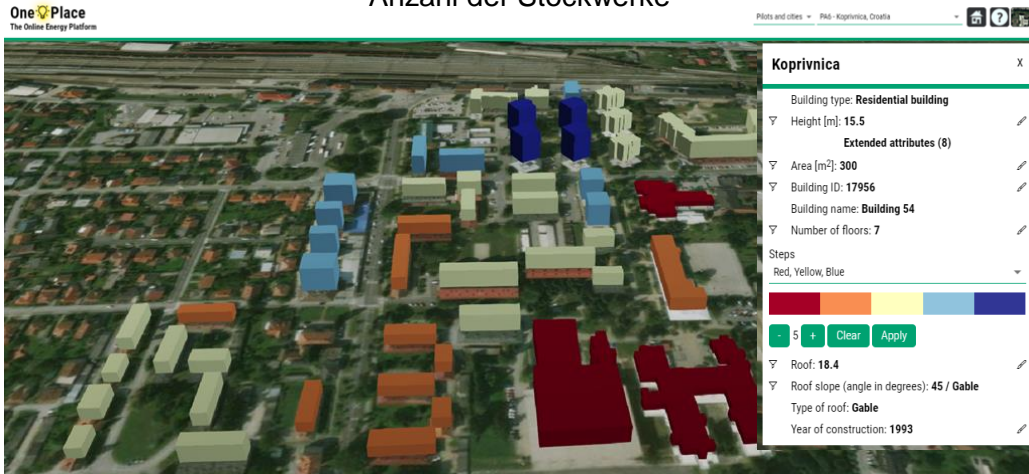 Anzahl der Stockwerke
One Place
The Online Energy Platform
Pilots and cities
PA6 - Koprivnica, Croatia
?
Koprivnica
X
Building type: Residential building
Height [m]: 15.5
Extended attributes (8)
Area [m2]: 300
Building ID: 17956
Building name: Building 54
Number of floors: 7
Steps
Red, Yellow, Blue
- 5 + Clear Apply
Roof: 18.4
Roof slope (angle in degrees): 45 / Gable
Type of roof: Gable
Year of construction: 1993